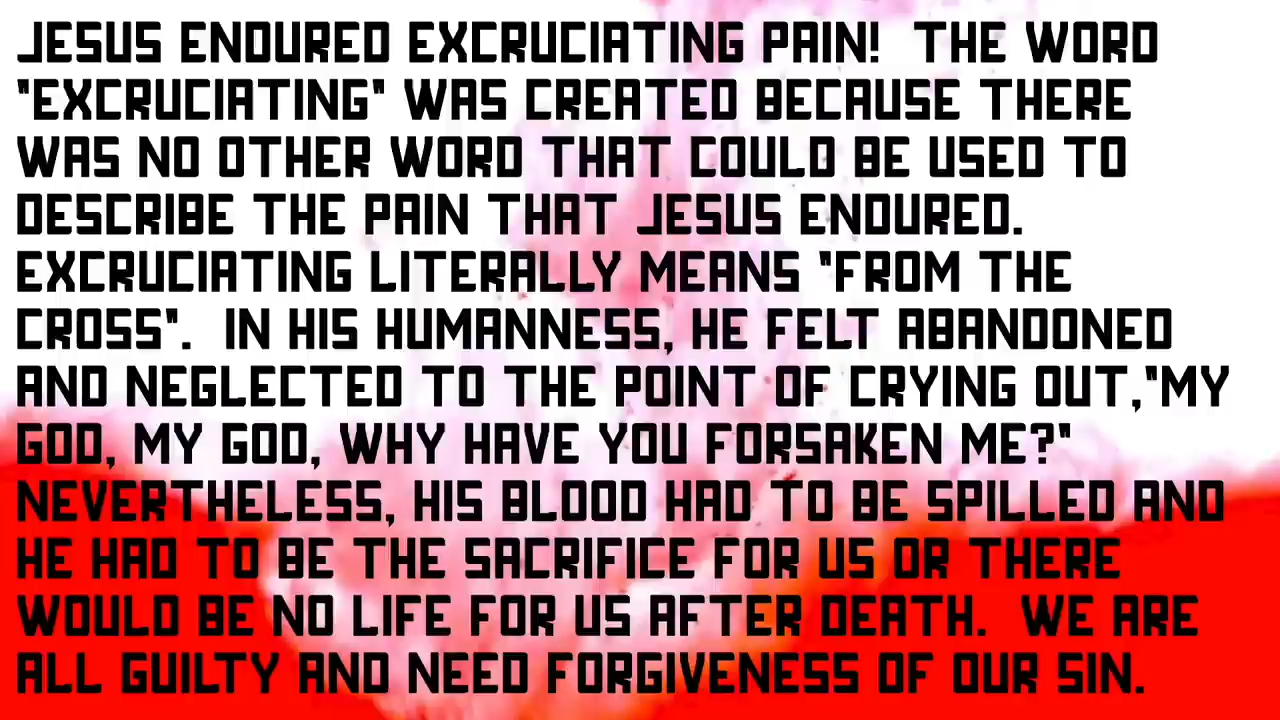 JESUS ENDURED EXCRUCIATING PAIN!  THE WORD
"EXCRUCIATING" WAS CREATED BECAUSE THERE
WAS NO OTHER WORD THAT COULD BE USED TO
DESCRIBE THE PAIN THAT JESUS ENDURED.
EXCRUCIATING LITERALLY MEANS "FROM THE
CROSS".  IN HIS HUMANNESS, HE FELT ABANDONED
AND NEGLECTED TO THE POINT OF CRYING OUT,"MY
GOD, MY GOD, WHY HAVE YOU FORSAKEN ME?"
NEVERTHELESS, HIS BLOOD HAD TO BE SPILLED AND
HE HAD TO BE THE SACRIFICE FOR US OR THERE
WOULD BE NO LIFE FOR US AFTER DEATH.  WE ARE
ALL GUILTY AND NEED FORGIVENESS OF OUR SIN.